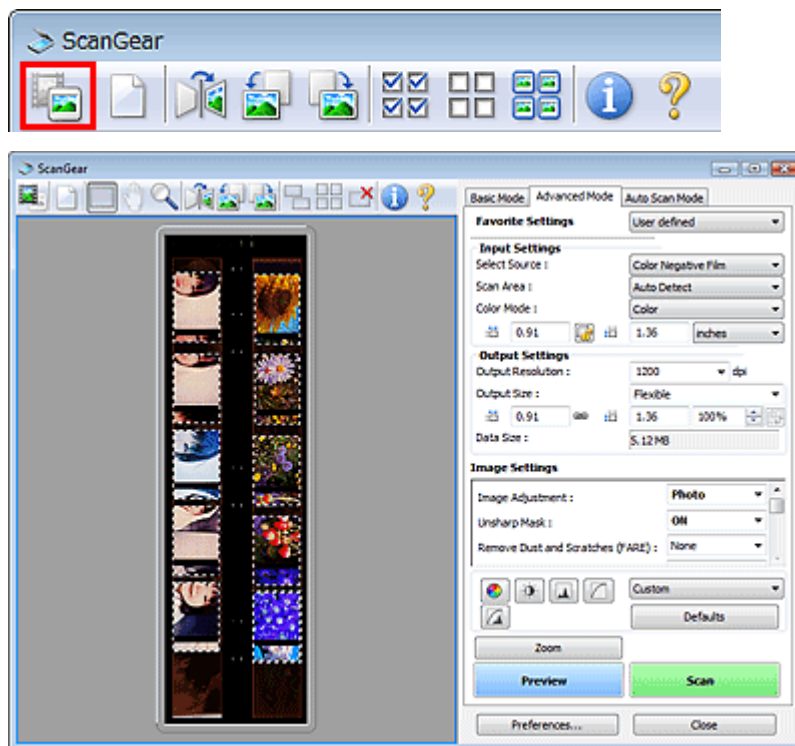 ScanGear
ScanGear
Basic Mode Advanced Mode Auto Scan Mode
Favorite Settings User defined
Input Settings
Select Source : Color Negative Film
Scan Area : Auto Detect
Color Mode : Color
0.91 1.36 inches
Output Settings
Output Resolution : 1200 dpi
Output Size : Flexible
0.91 1.36 100%
Data Size : 5.12 MB
Image Settings
Image Adjustment : Photo
Unsharp Mask : ON
Remove Dust and Scratches (FARE) : None
Custom
Defaults
Zoom
Preview Scan
Preferences... Close